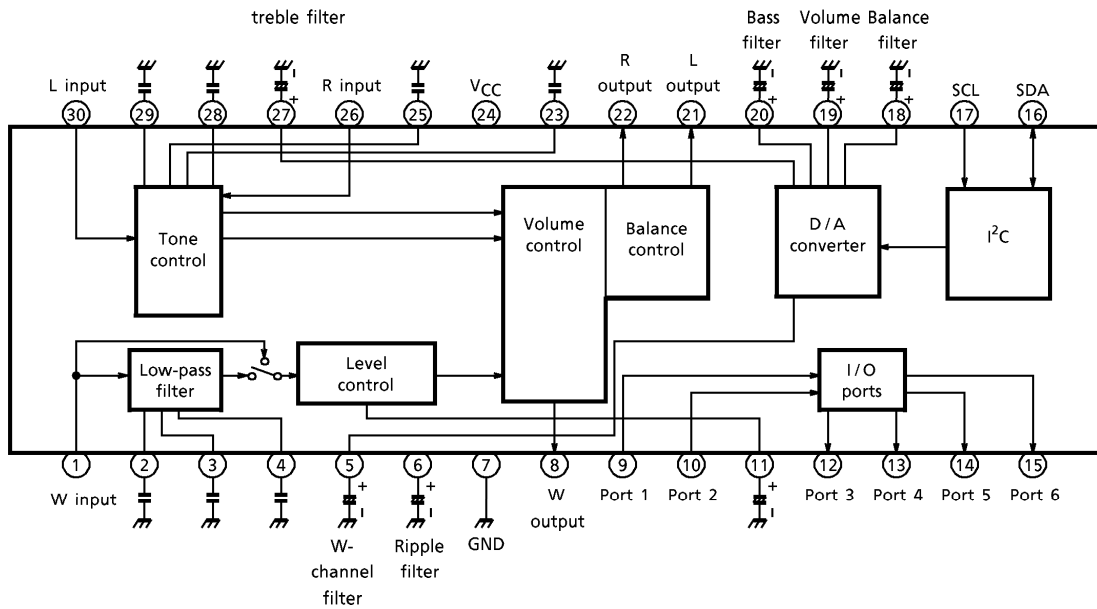 treble filter
Bass
filter
Volume
filter
Balance
filter
L input
R input
VCC
R
output
L
output
SCL
SDA
30
29
28
27
26
25
24
23
22
21
20
19
18
17
16
Tone
control
Volume
control
Balance
control
D / A
converter
I²C
Low-pass
filter
Level
control
I / O
ports
1
2
3
4
5
6
7
8
9
10
11
12
13
14
15
W input
W-
channel
filter
Ripple
filter
GND
W
output
Port 1
Port 2
Port 3
Port 4
Port 5
Port 6